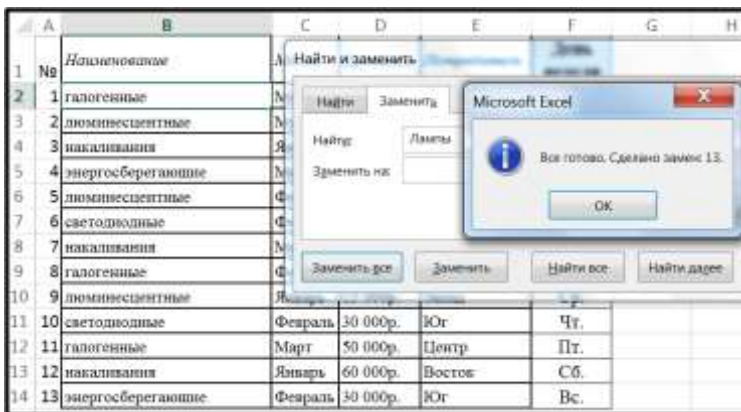 A B C D E F G H
1 № Наименование М Найти и заменить
2 1 галогенные М Найти Заменить Microsoft Excel
3 2 люминесцентные М Найти: Лампы Все готово. Сделано замен: 13.
4 3 накаливания Я
5 4 энергосберегающие М Заменить на: OK
6 5 люминесцентные Ф
7 6 светодиодные Ф
8 7 накаливания М
9 8 галогенные Ф Заменить все Заменить Найти все Найти далее
10 9 люминесцентные Январь Ср.
11 10 светодиодные Февраль 30 000р. Юг Чт.
12 11 галогенные Март 50 000р. Центр Пт.
13 12 накаливания Январь 60 000р. Восток Сб.
14 13 энергосберегающие Февраль 30 000р. Юг Вс.